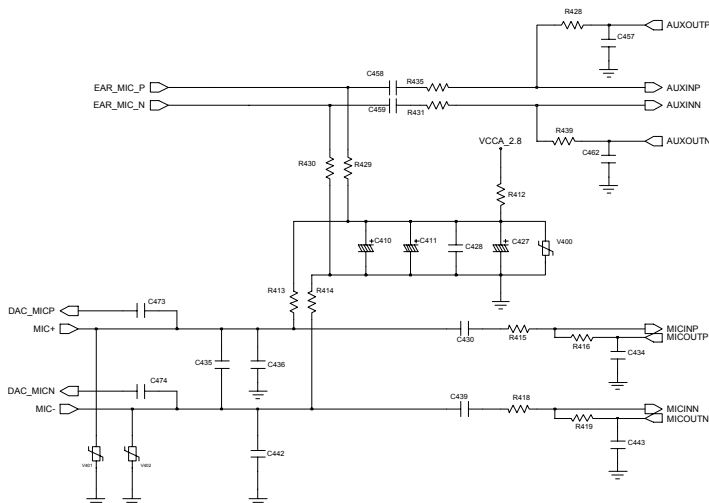 R428
AUXOUTP
C457
C458
EAR_MIC_P
R435
AUXINP
EAR_MIC_N
C459
R431
AUXINN
R439
AUXOUTN
VCCA_2.8
C462
R430
R429
R412
C410
C411
C428
C427
V400
R413
R414
DAC_MICP
C473
MIC+
C430
R415
MICINP
R416
MICOUTP
C435
C436
C434
DAC_MICN
C474
C439
R418
MIC-
MICINN
R419
MICOUTN
C442
C443
V401
V402